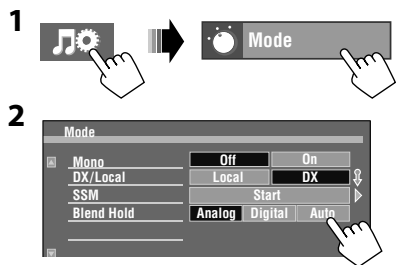 1
Mode
2
Mode
Mono Off On
DX/Local Local DX
SSM Start
Blend Hold Analog Digital Auto